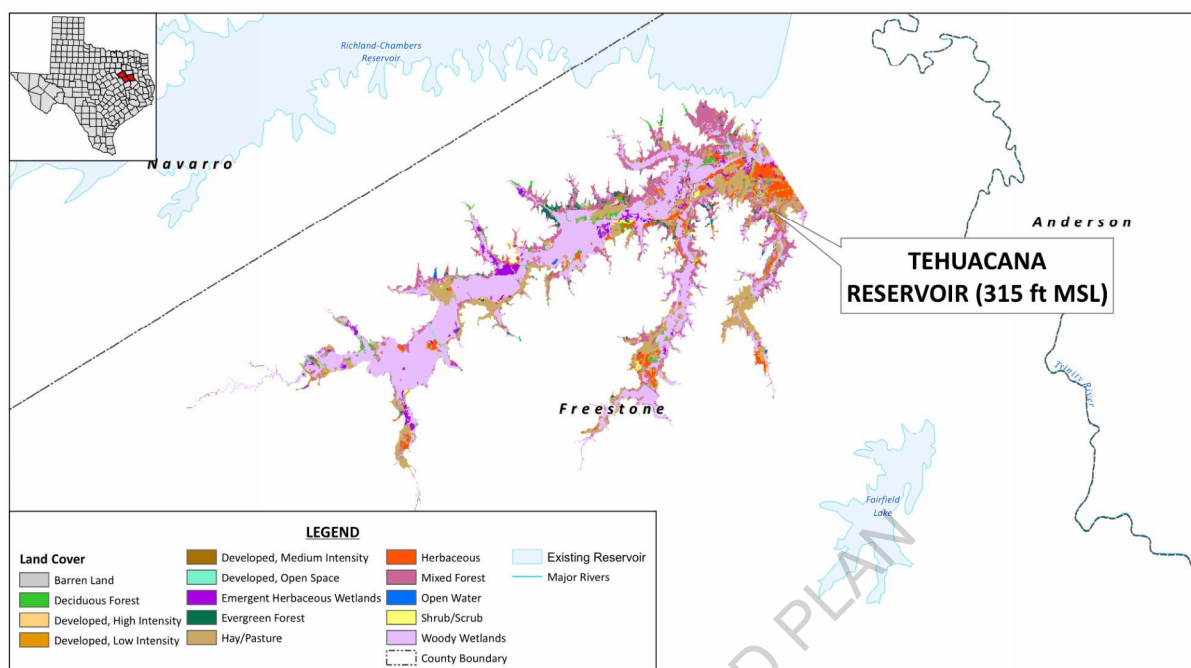 Richland-Chambers
Reservoir
Navarro
Anderson
TEHUACANA
RESERVOIR (315 ft MSL)
Trinity River
Freestone
Fairfield
Lake
LEGEND
Land Cover
Barren Land
Deciduous Forest
Developed, High Intensity
Developed, Low Intensity
Developed, Medium Intensity
Developed, Open Space
Emergent Herbaceous Wetlands
Evergreen Forest
Hay/Pasture
Herbaceous
Mixed Forest
Open Water
Shrub/Scrub
Woody Wetlands
County Boundary
Existing Reservoir
Major Rivers
D PLAN